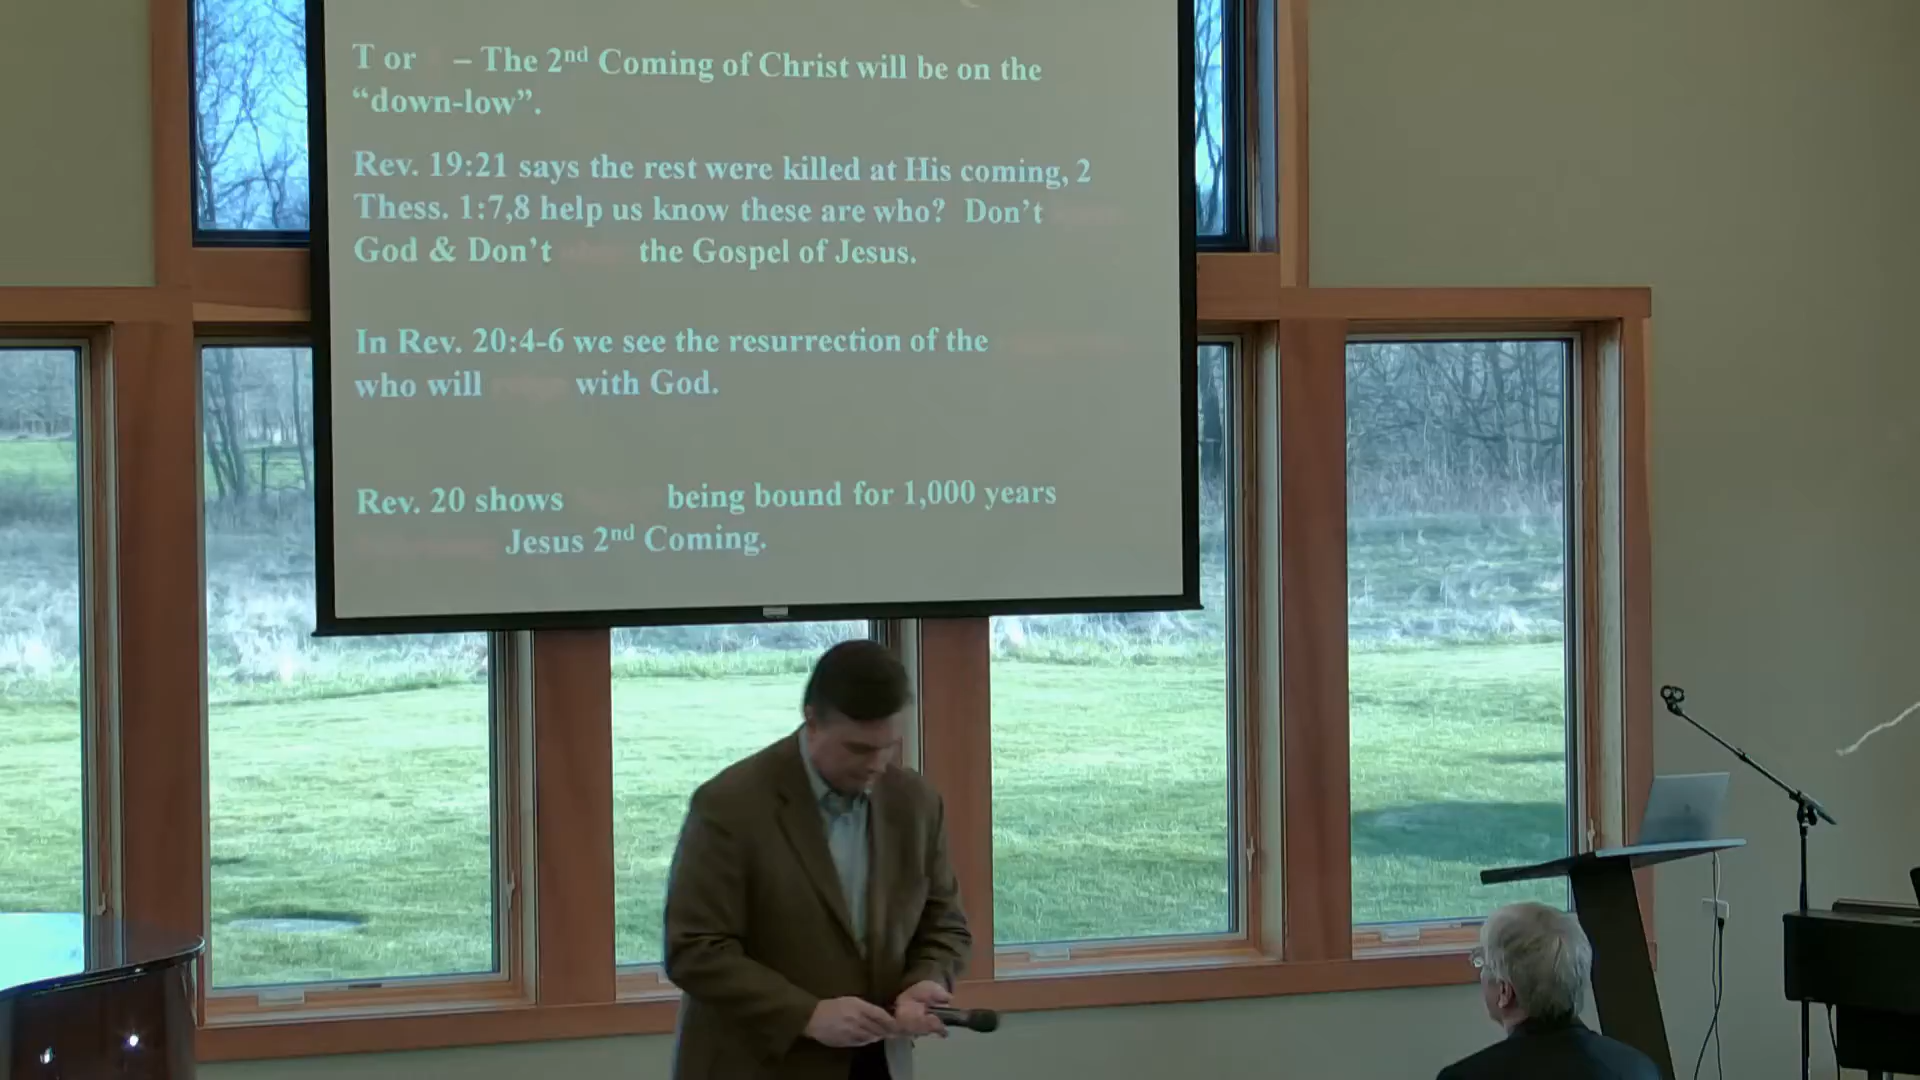 T or – The 2nd Coming of Christ will be on the
“down-low”.
Rev. 19:21 says the rest were killed at His coming, 2
Thess. 1:7,8 help us know these are who? Don’t
God & Don’t the Gospel of Jesus.
In Rev. 20:4-6 we see the resurrection of the
who will with God.
Rev. 20 shows being bound for 1,000 years
Jesus 2nd Coming.